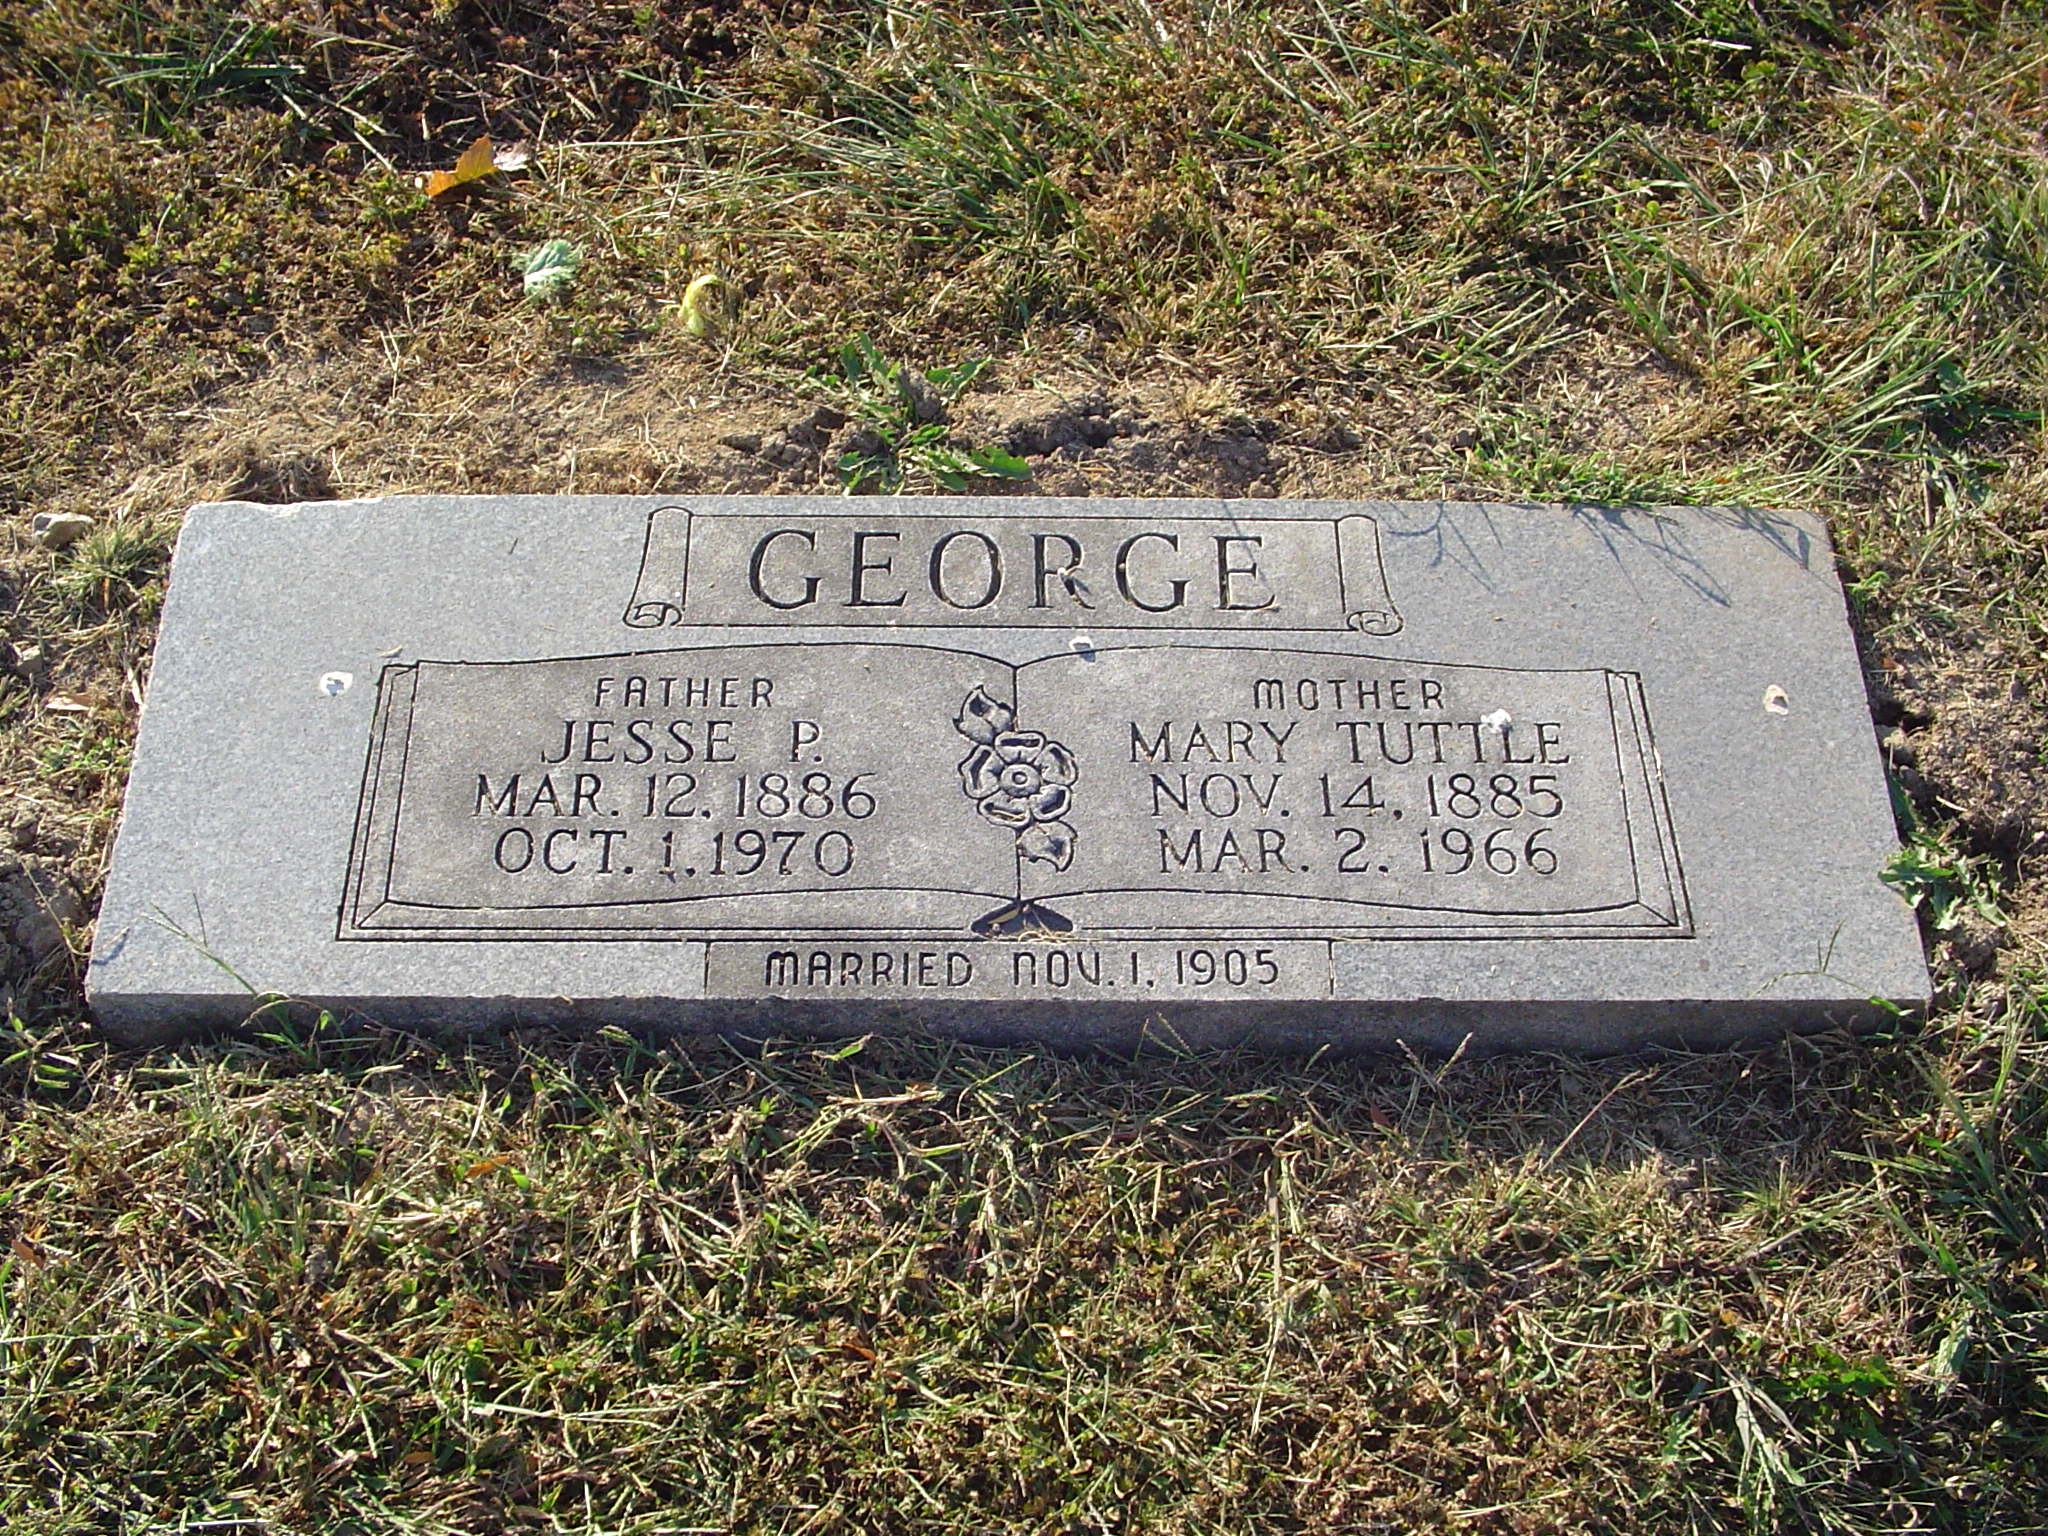 GEORGE
FATHER
JESSE P.
MAR. 12, 1886
OCT. 1, 1970
MOTHER
MARY TUTTLE
NOV. 14, 1885
MAR. 2, 1966
MARRIED NOV. 1, 1905